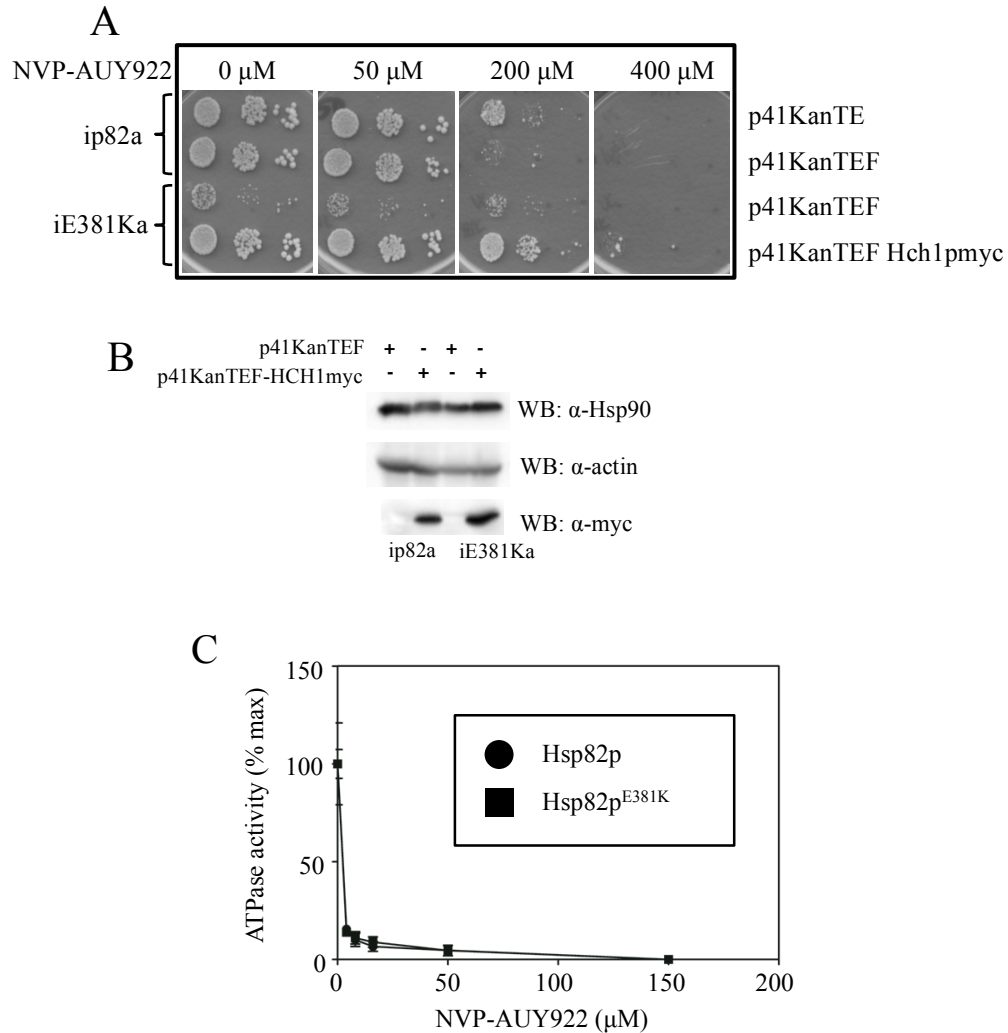 A
NVP-AUY922 0 μM 50 μM 200 μM 400 μM
ip82a
iE381Ka
p41KanTE
p41KanTEF
p41KanTEF
p41KanTEF Hch1pmyc
B
p41KanTEF + - + -
p41KanTEF-HCH1myc - + - +
WB: α-Hsp90
WB: α-actin
WB: α-myc
ip82a iE381Ka
C
ATPase activity (% max)
150
100
50
0
0 50 100 150 200
NVP-AUY922 (μM)
Hsp82p
Hsp82pE381K